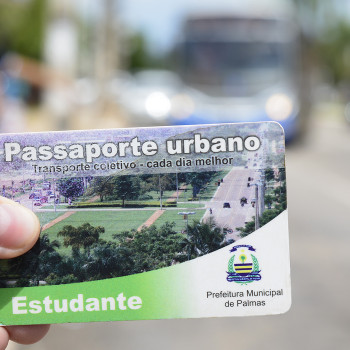 Passaporte urbano
Transporte coletivo - cada dia melhor
Estudante
Prefeitura Municipal
de Palmas